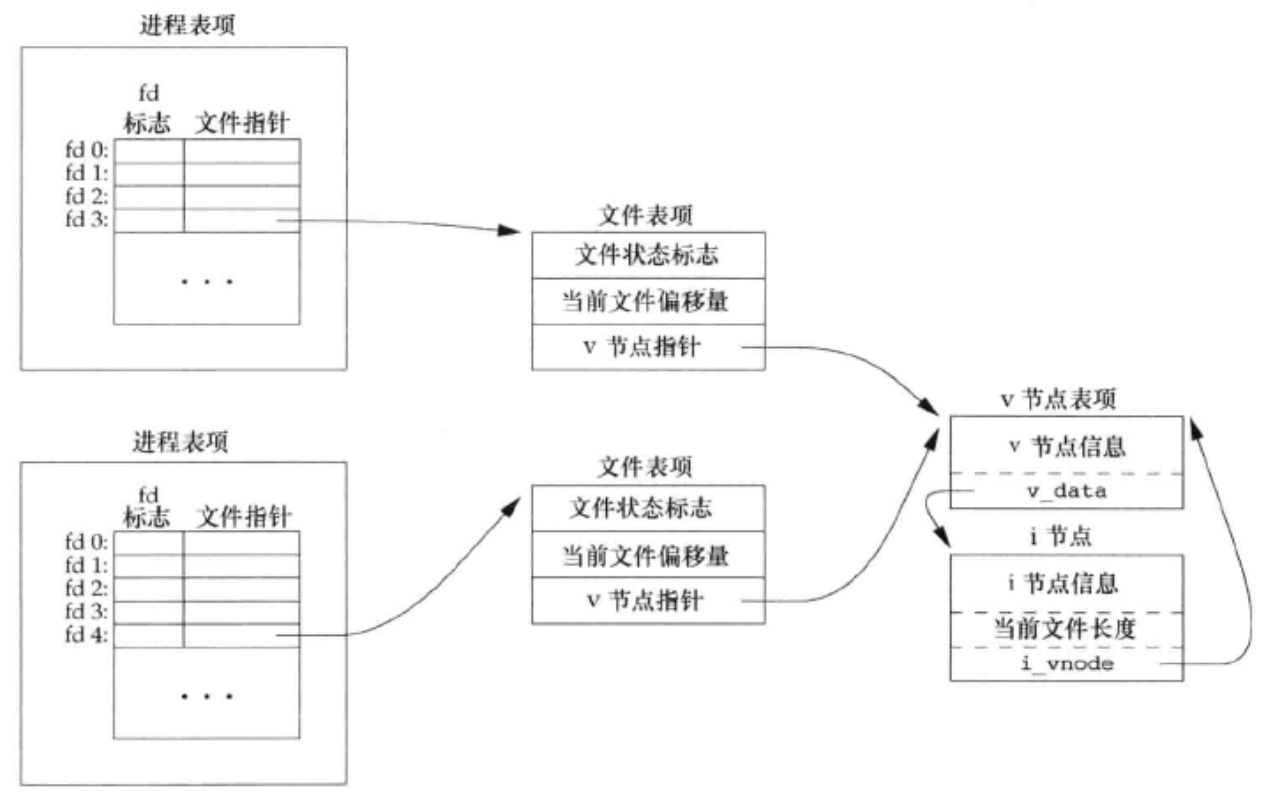 进程表项
fd
标志 文件指针
fd 0:
fd 1:
fd 2:
fd 3:
· · ·
文件表项
文件状态标志
当前文件偏移量
v 节点指针
进程表项
fd
标志 文件指针
fd 0:
fd 1:
fd 2:
fd 3:
fd 4:
· · ·
文件表项
文件状态标志
当前文件偏移量
v 节点指针
v 节点表项
v 节点信息
v_data
i 节点
i 节点信息
当前文件长度
i_vnode